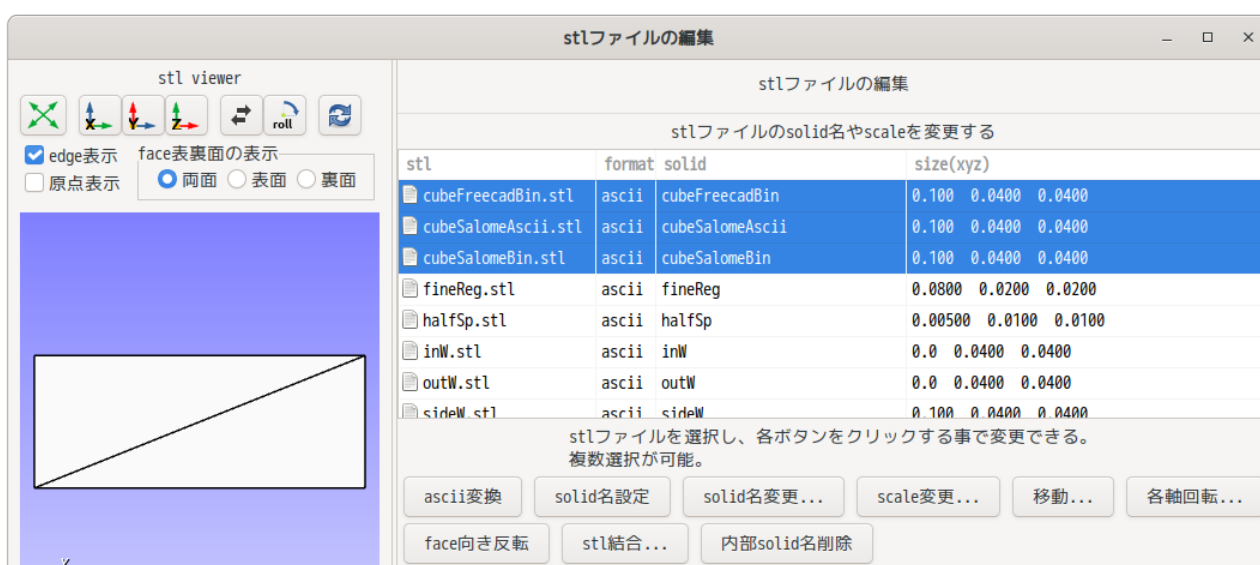 stlファイルの編集
stl viewer
X Y Z roll
edge表示
原点表示
face表裏面の表示
両面 表面 裏面
stlファイルの編集
stlファイルのsolid名やscaleを変更する
stl format solid size(xyz)
cubeFreecadBin.stl ascii cubeFreecadBin 0.100 0.0400 0.0400
cubeSalomeAscii.stl ascii cubeSalomeAscii 0.100 0.0400 0.0400
cubeSalomeBin.stl ascii cubeSalomeBin 0.100 0.0400 0.0400
fineReg.stl ascii fineReg 0.0800 0.0200 0.0200
halfSp.stl ascii halfSp 0.00500 0.0100 0.0100
inW.stl ascii inW 0.0 0.0400 0.0400
outW.stl ascii outW 0.0 0.0400 0.0400
sideW.stl ascii sideW 0.100 0.0400 0.0400
stlファイルを選択し、各ボタンをクリックする事で変更できる。
複数選択が可能。
ascii変換 solid名設定 solid名変更... scale変更... 移動... 各軸回転...
face向き反転 stl結合... 内部solid名削除